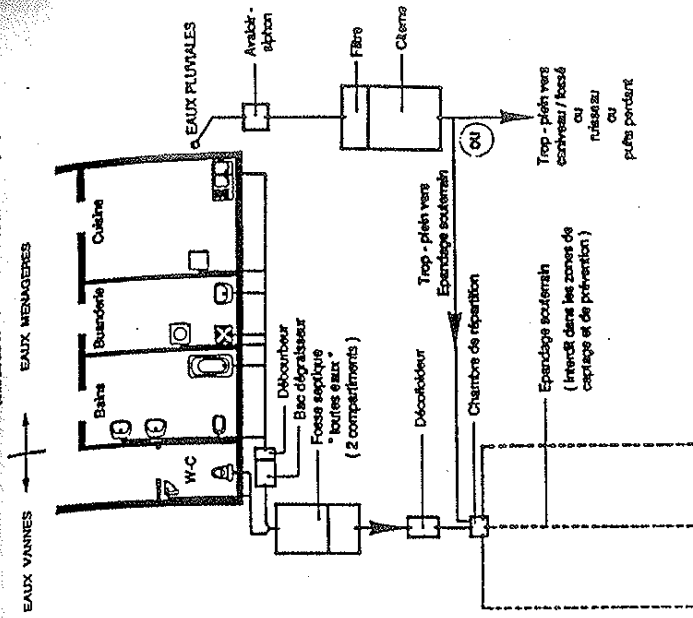 EAUX VANNES
EAUX MENAGERES
W-C
Bains
Buanderie
Cuisine
EAUX PLUVIALES
Avaloir -
siphon
Filtre
Citerne
Débourbeur
Bac dégraisseur
Fosse septique
" toutes eaux "
( 2 compartiments )
Trop - plein vers
Epandage souterrain
OU
Trop - plein vers
caniveau / fossé
ou
ruisseau
ou
puits perdant
Décolloideur
Chambre de répartition
Epandage souterrain
( Interdit dans les zones de
captage et de prévention )